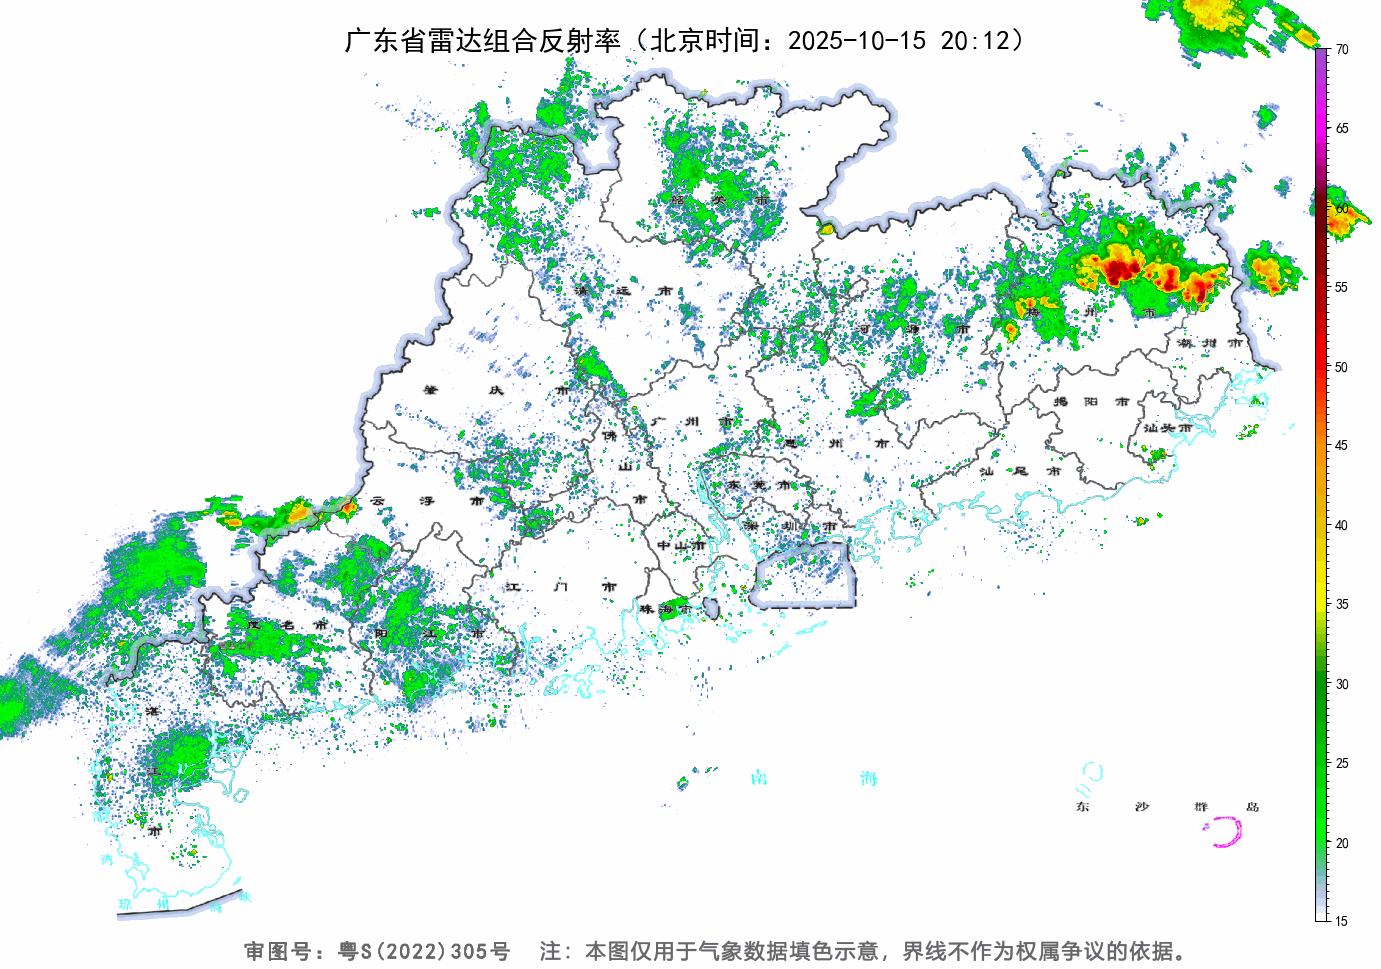 广东省雷达组合反射率（北京时间：2025-10-15 20:12）
70
65
60
55
50
45
40
35
30
25
20
15
韶关市
清远市
河源市
梅州市
潮州市
肇庆市
广州市
佛山市
惠州市
揭阳市
汕头市
汕尾市
云浮市
东莞市
深圳市
中山市
江门市
珠海市
茂名市
阳江市
湛江市
南海
东沙群岛
湾
琼州海峡
审图号：粤S(2022)305号 注：本图仅用于气象数据填色示意，界线不作为权属争议的依据。